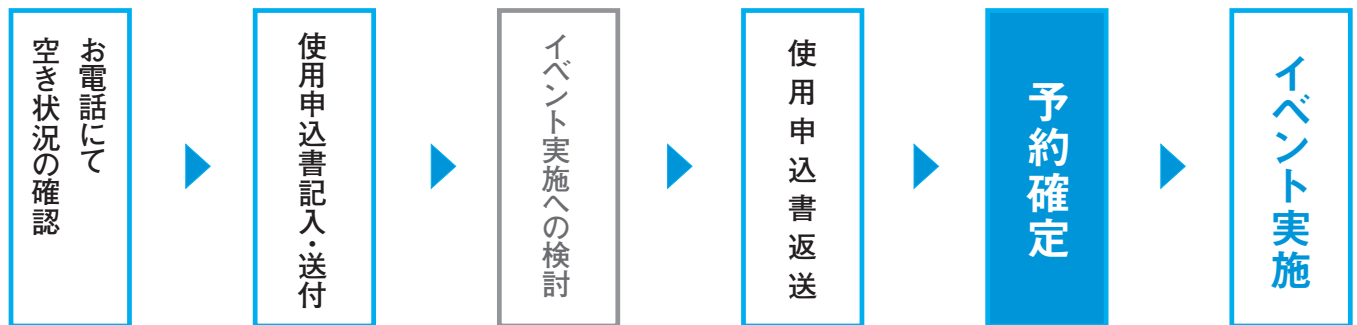 お電話にて
空き状況の確認
使用申込書記入・送付
イベント実施への検討
使用申込書返送
予約確定
イベント実施